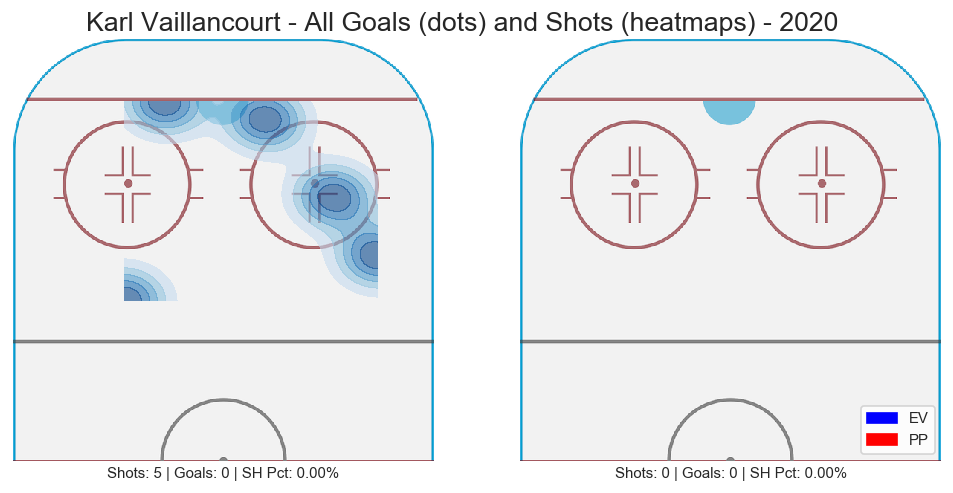 Karl Vaillancourt - All Goals (dots) and Shots (heatmaps) - 2020
EV
PP
Shots: 5 | Goals: 0 | SH Pct: 0.00%
Shots: 0 | Goals: 0 | SH Pct: 0.00%